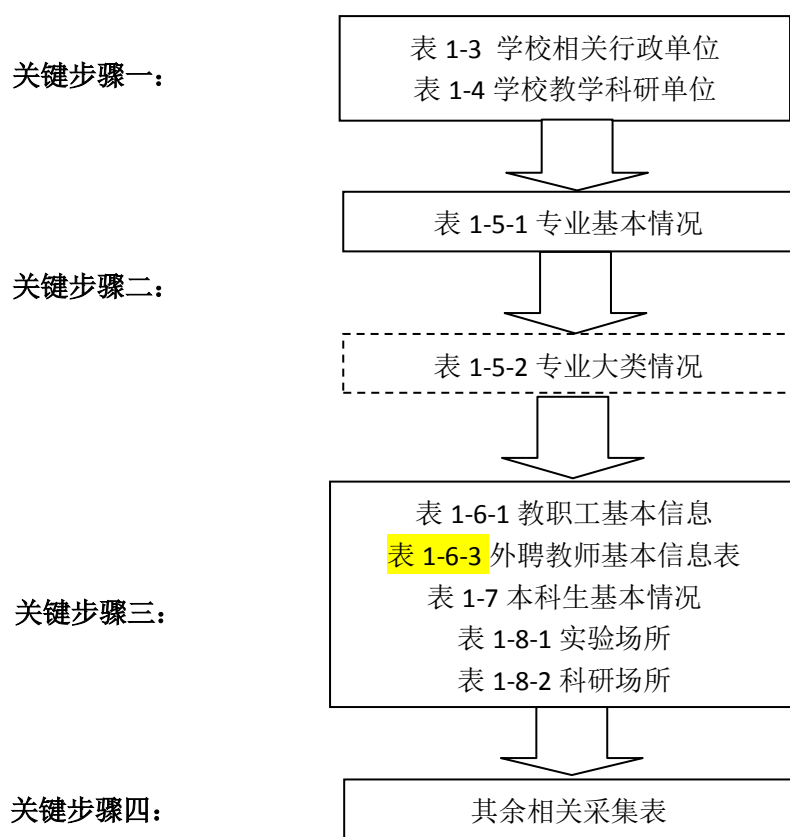 关键步骤一：
表 1-3 学校相关行政单位
表 1-4 学校教学科研单位
表 1-5-1 专业基本情况
关键步骤二：
表 1-5-2 专业大类情况
表 1-6-1 教职工基本信息
表 1-6-3 外聘教师基本信息表
表 1-7 本科生基本情况
关键步骤三：
表 1-8-1 实验场所
表 1-8-2 科研场所
关键步骤四：
其余相关采集表